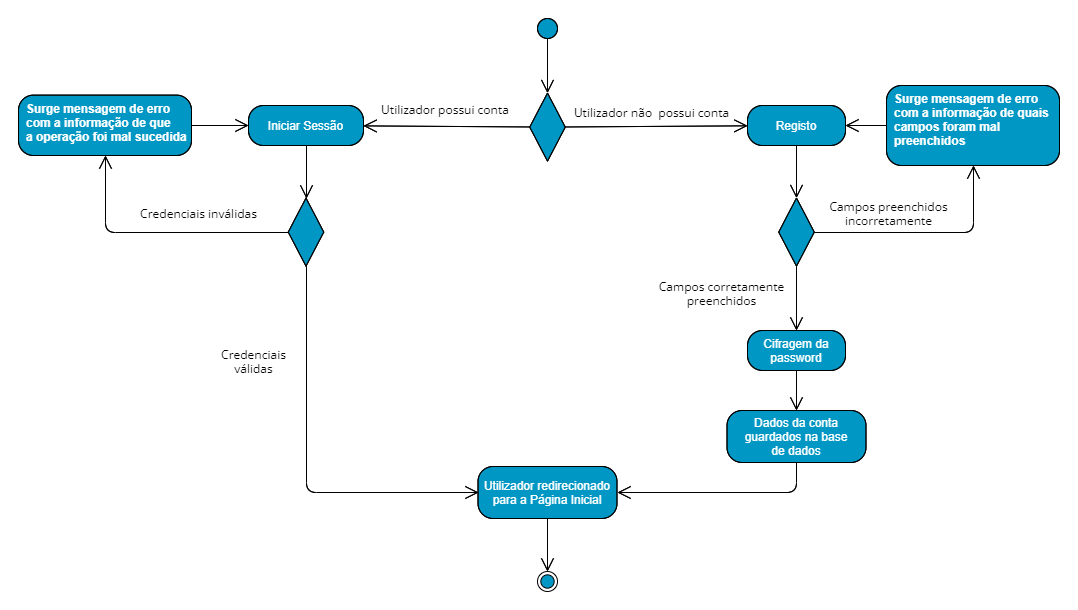 Surge mensagem de erro
com a informação de que
a operação foi mal sucedida
Iniciar Sessão
Utilizador possui conta
Utilizador não possui conta
Registo
Surge mensagem de erro
com a informação de quais
campos foram mal
preenchidos
Credenciais inválidas
Campos preenchidos
incorretamente
Campos corretamente
preenchidos
Credenciais
válidas
Cifragem da
password
Dados da conta
guardados na base
de dados
Utilizador redirecionado
para a Página Inicial